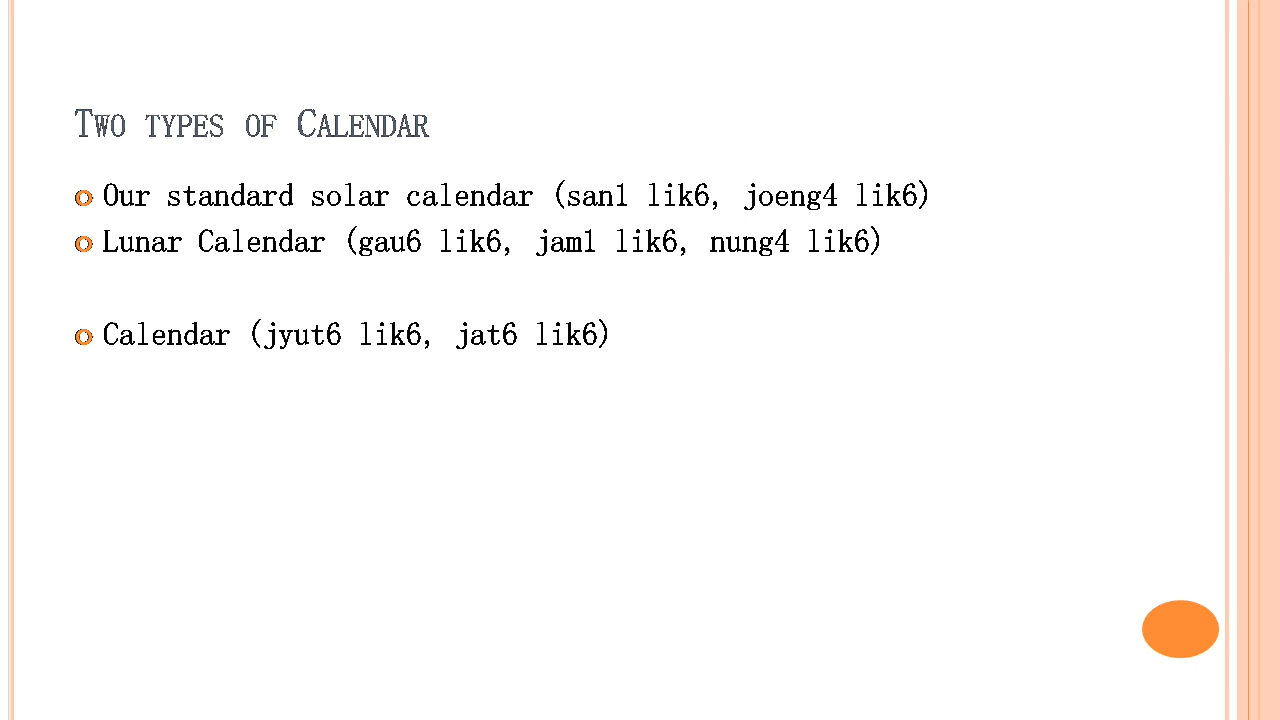 Two types of Calendar
Our standard solar calendar (san1 lik6, joeng4 lik6)
Lunar Calendar (gau6 lik6, jam1 lik6, nung4 lik6)
Calendar (jyut6 lik6, jat6 lik6)